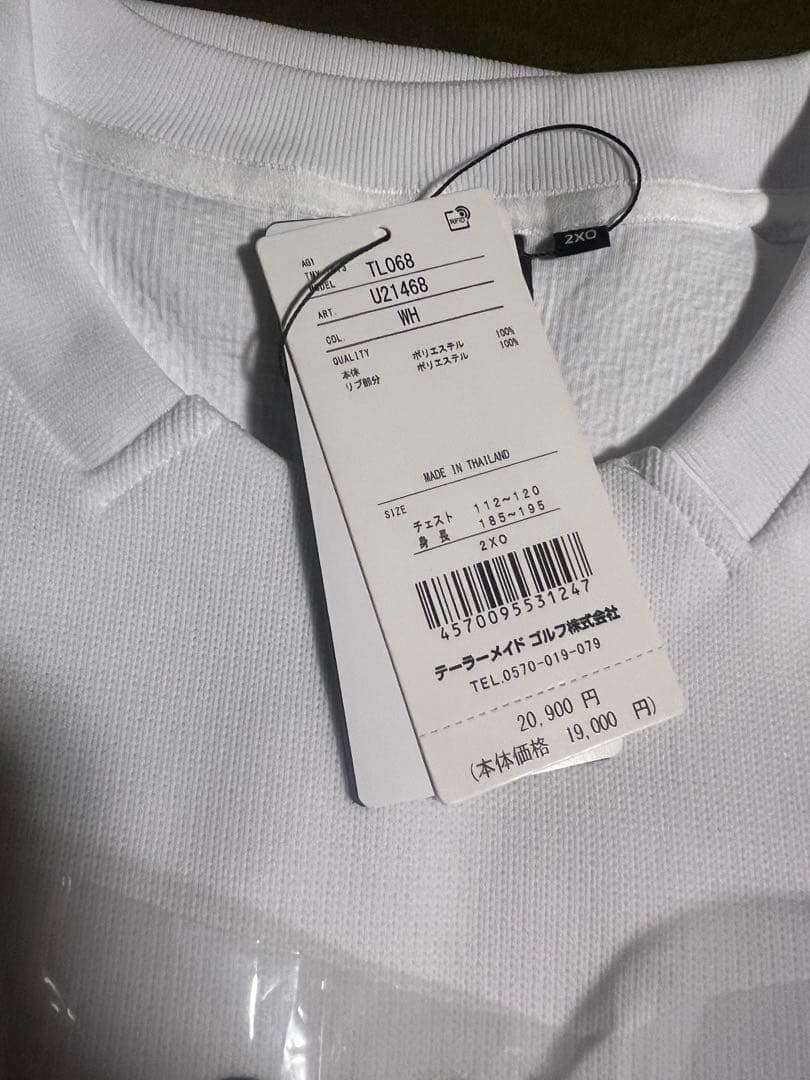 RFID
2XO
AG1
MODEL TL068
ART. U21468
COL. WH
QUALITY
本体 ポリエステル 100%
リブ部分 ポリエステル 100%
MADE IN THAILAND
SIZE
チェスト 112~120
身長 185~195
2XO
4570095531247
テーラーメイド ゴルフ株式会社
TEL.0570-019-079
20,900 円
(本体価格 19,000 円)